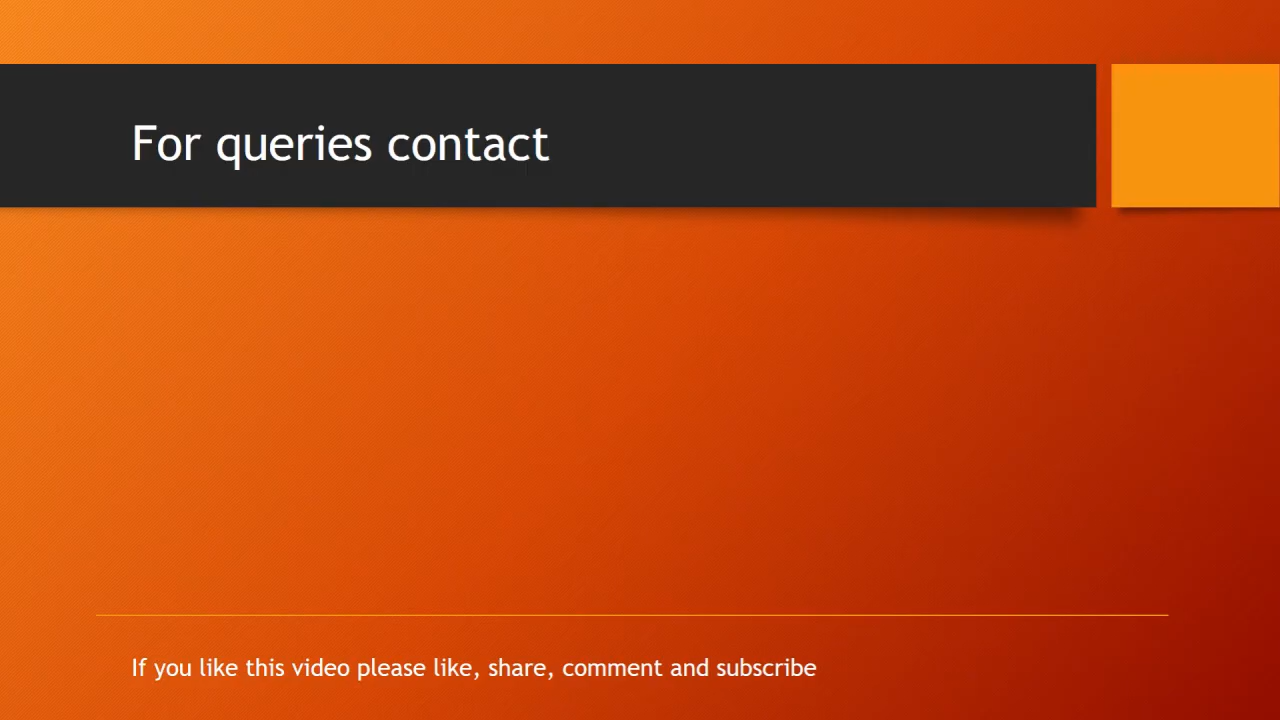 For queries contact
If you like this video please like, share, comment and subscribe